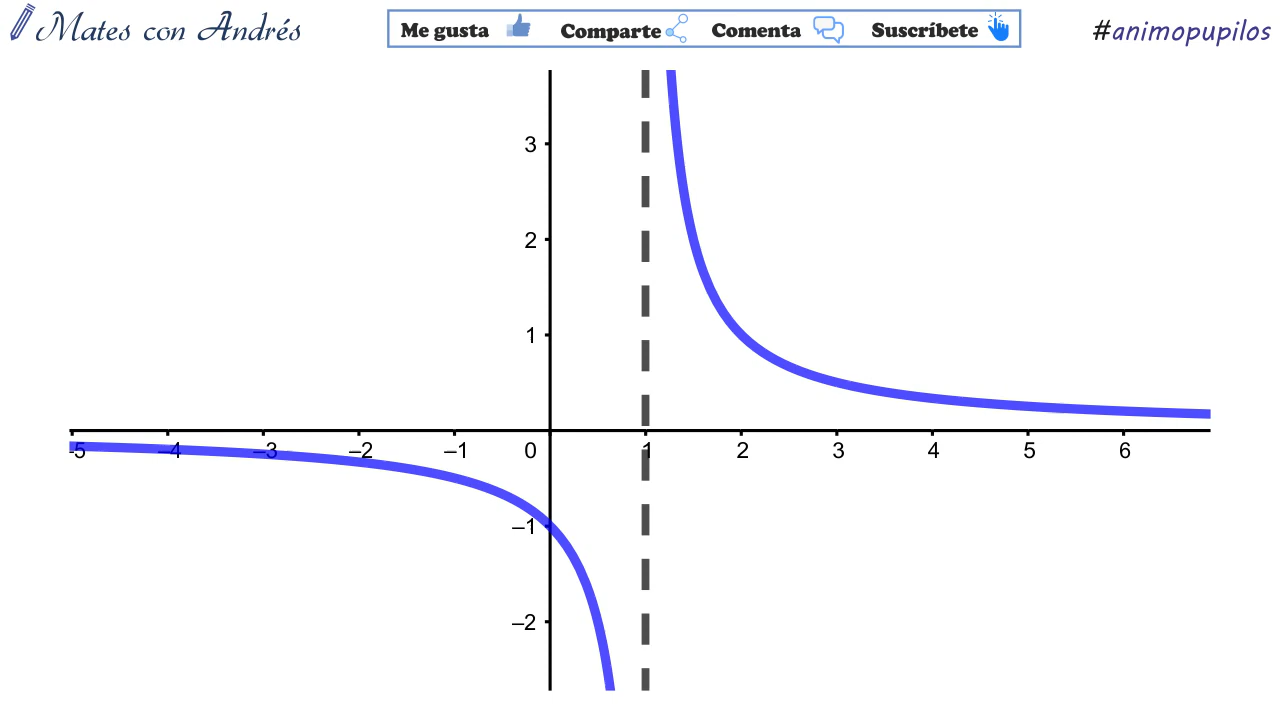 Mates con Andrés
Me gusta Comparte Comenta Suscríbete
#animopupilos
3
2
1
-5 –4 –3 –2 –1 0 1 2 3 4 5 6
–1
–2